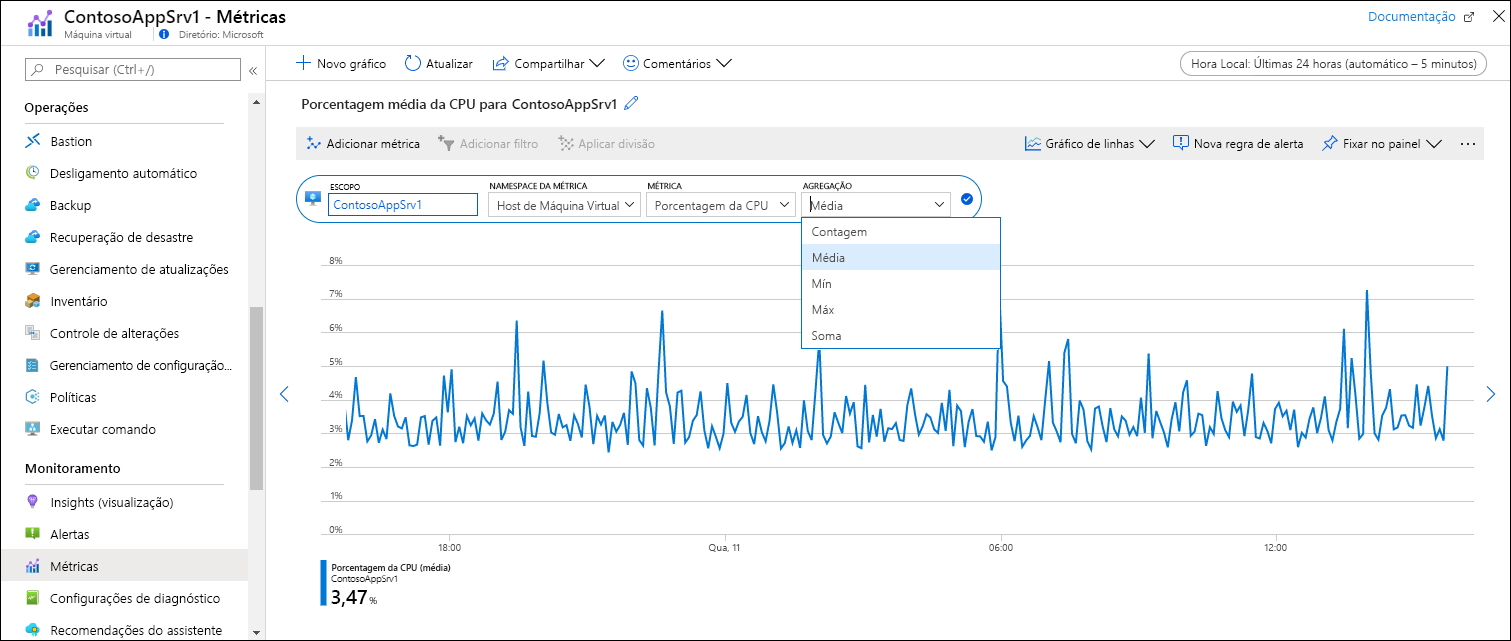 ContosoAppSrv1 - Métricas
Máquina virtual
Diretório: Microsoft
Documentação
Pesquisar (Ctrl+/)
Operações
Bastion
Desligamento automático
Backup
Recuperação de desastre
Gerenciamento de atualizações
Inventário
Controle de alterações
Gerenciamento de configuração...
Políticas
Executar comando
Monitoramento
Insights (visualização)
Alertas
Métricas
Configurações de diagnóstico
Recomendações do assistente
Novo gráfico
Atualizar
Compartilhar
Comentários
Hora Local: Últimas 24 horas (automático – 5 minutos)
Porcentagem média da CPU para ContosoAppSrv1
Adicionar métrica
Adicionar filtro
Aplicar divisão
Gráfico de linhas
Nova regra de alerta
Fixar no painel
ESCOPO
ContosoAppSrv1
NAMESPACE DA MÉTRICA
Host de Máquina Virtual
MÉTRICA
Porcentagem da CPU
AGREGAÇÃO
Média
Contagem
Média
Mín
Máx
Soma
8%
7%
6%
5%
4%
3%
2%
1%
0%
18:00
Qua, 11
06:00
12:00
Porcentagem da CPU (média)
ContosoAppSrv1
3,47 %